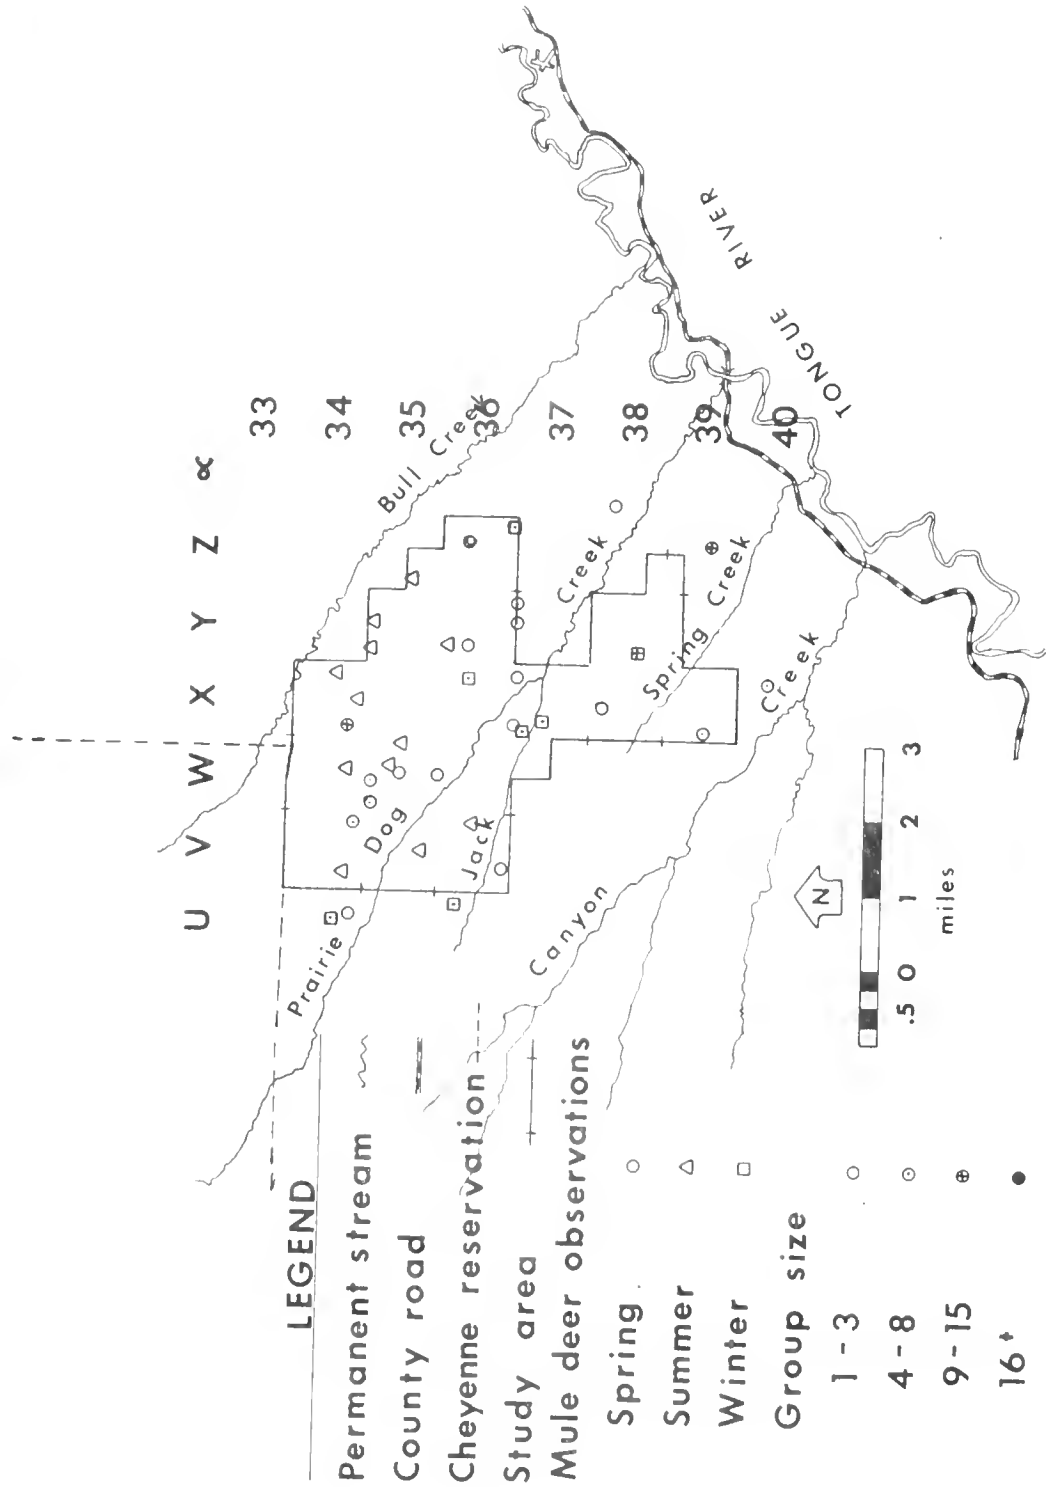 U V W X Y Z ∝
33
34
35
36
37
38
39
40
Bull Creek
Prairie Dog Creek
Jack Creek
Spring Creek
Canyon Creek
TONGUE RIVER
N
.5 0 1 2 3
miles
LEGEND
Permanent stream
County road
Cheyenne reservation
Study area
Mule deer observations
Spring
Summer
Winter
Group size
1-3
4-8
9-15
16+